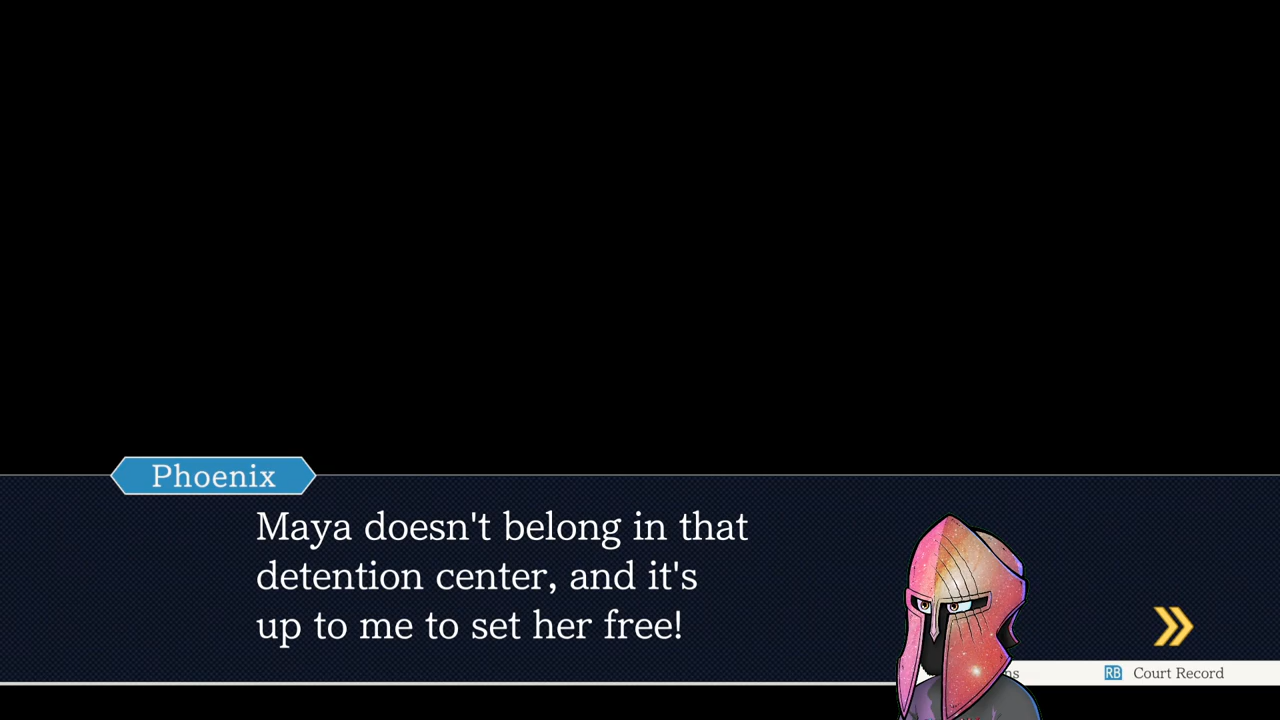 Phoenix
Maya doesn't belong in that
detention center, and it's
up to me to set her free!
RB Court Record